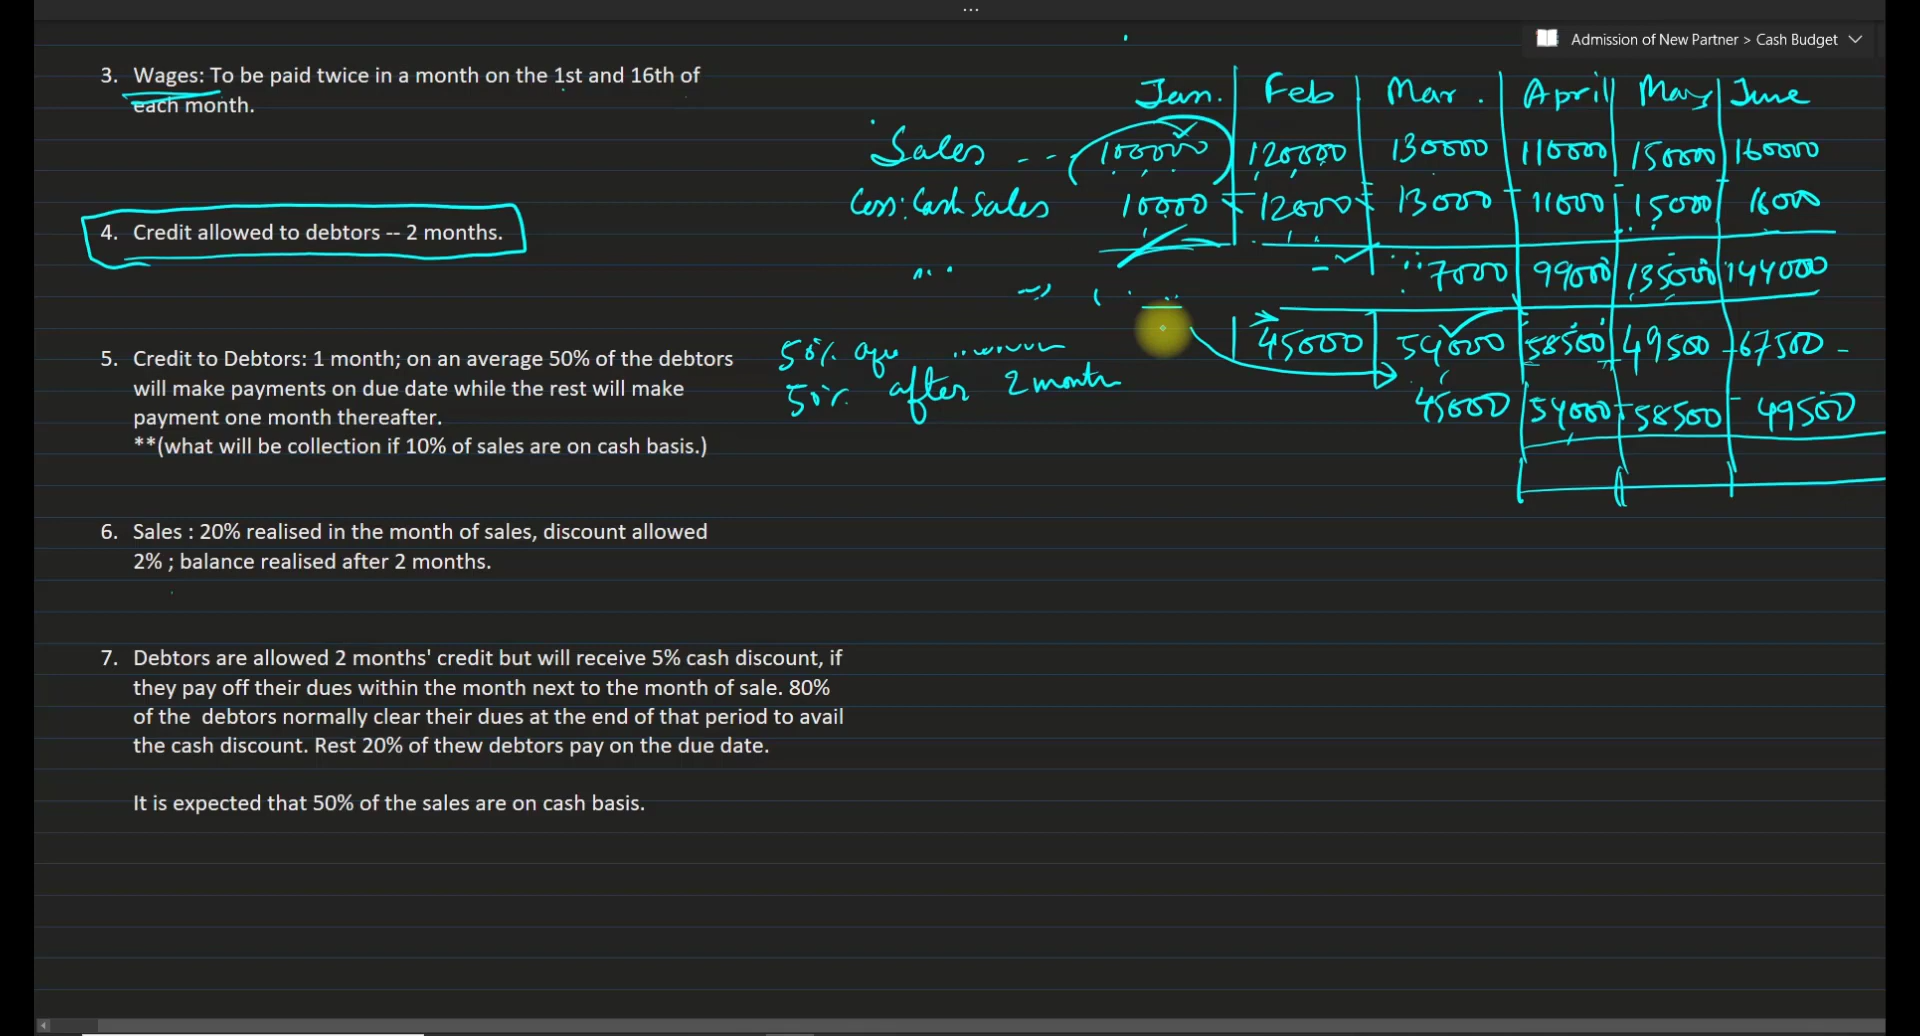 ...
Admission of New Partner > Cash Budget
3. Wages: To be paid twice in a month on the 1st and 16th of
each month.
4. Credit allowed to debtors -- 2 months.
5. Credit to Debtors: 1 month; on an average 50% of the debtors
will make payments on due date while the rest will make
payment one month thereafter.
**(what will be collection if 10% of sales are on cash basis.)
6. Sales : 20% realised in the month of sales, discount allowed
2% ; balance realised after 2 months.
7. Debtors are allowed 2 months' credit but will receive 5% cash discount, if
they pay off their dues within the month next to the month of sale. 80%
of the debtors normally clear their dues at the end of that period to avail
the cash discount. Rest 20% of thew debtors pay on the due date.
It is expected that 50% of the sales are on cash basis.
Jan. Feb Mar. April May June
Sales --- 100000 120000 130000 110000 150000 160000
Less: Cash Sales 10000 12000 13000 11000 15000 16000
7000 99000 135000 144000
50% 45000 54000 58500 49500 67500
50% after 2 month 45000 54000 58500 49500